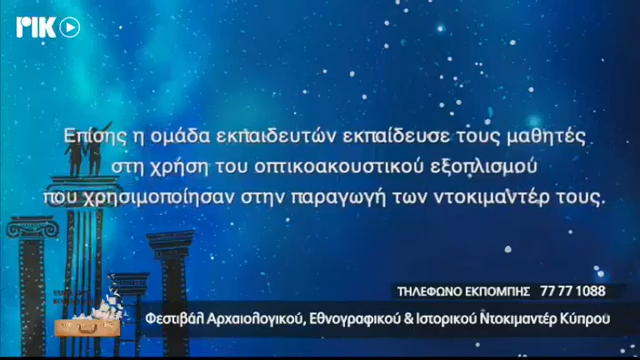 ΡΙΚ
Επίσης η ομάδα εκπαιδευτών εκπαίδευσε τους μαθητές
στη χρήση του οπτικοακουστικού εξοπλισμού
που χρησιμοποίησαν στην παραγωγή των ντοκιμαντέρ τους.
ΤΗΛΕΦΩΝΟ ΕΚΠΟΜΠΗΣ 77 77 1088
Φεστιβάλ Αρχαιολογικού, Εθνογραφικού & Ιστορικού Ντοκιμαντέρ Κύπρου